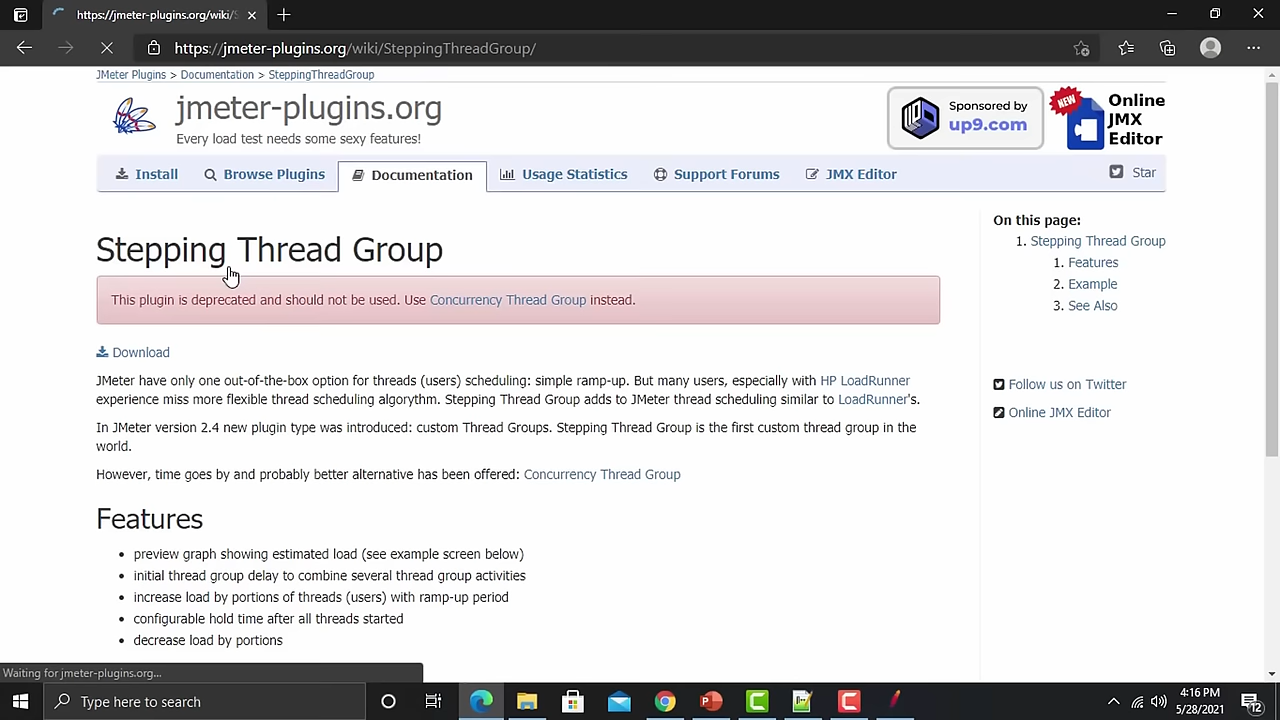 https://jmeter-plugins.org/wiki/S
https://jmeter-plugins.org/wiki/SteppingThreadGroup/
JMeter Plugins > Documentation > SteppingThreadGroup
jmeter-plugins.org
Every load test needs some sexy features!
Sponsored by
up9.com
NEW
Online
JMX
Editor
Install
Browse Plugins
Documentation
Usage Statistics
Support Forums
JMX Editor
Star
Stepping Thread Group
This plugin is deprecated and should not be used. Use Concurrency Thread Group instead.
Download
JMeter have only one out-of-the-box option for threads (users) scheduling: simple ramp-up. But many users, especially with HP LoadRunner
experience miss more flexible thread scheduling algorythm. Stepping Thread Group adds to JMeter thread scheduling similar to LoadRunner's.
In JMeter version 2.4 new plugin type was introduced: custom Thread Groups. Stepping Thread Group is the first custom thread group in the
world.
However, time goes by and probably better alternative has been offered: Concurrency Thread Group
Features
• preview graph showing estimated load (see example screen below)
• initial thread group delay to combine several thread group activities
• increase load by portions of threads (users) with ramp-up period
• configurable hold time after all threads started
• decrease load by portions
On this page:
1. Stepping Thread Group
1. Features
2. Example
3. See Also
Follow us on Twitter
Online JMX Editor
Waiting for jmeter-plugins.org...
Type here to search
4:16 PM
5/28/2021
12